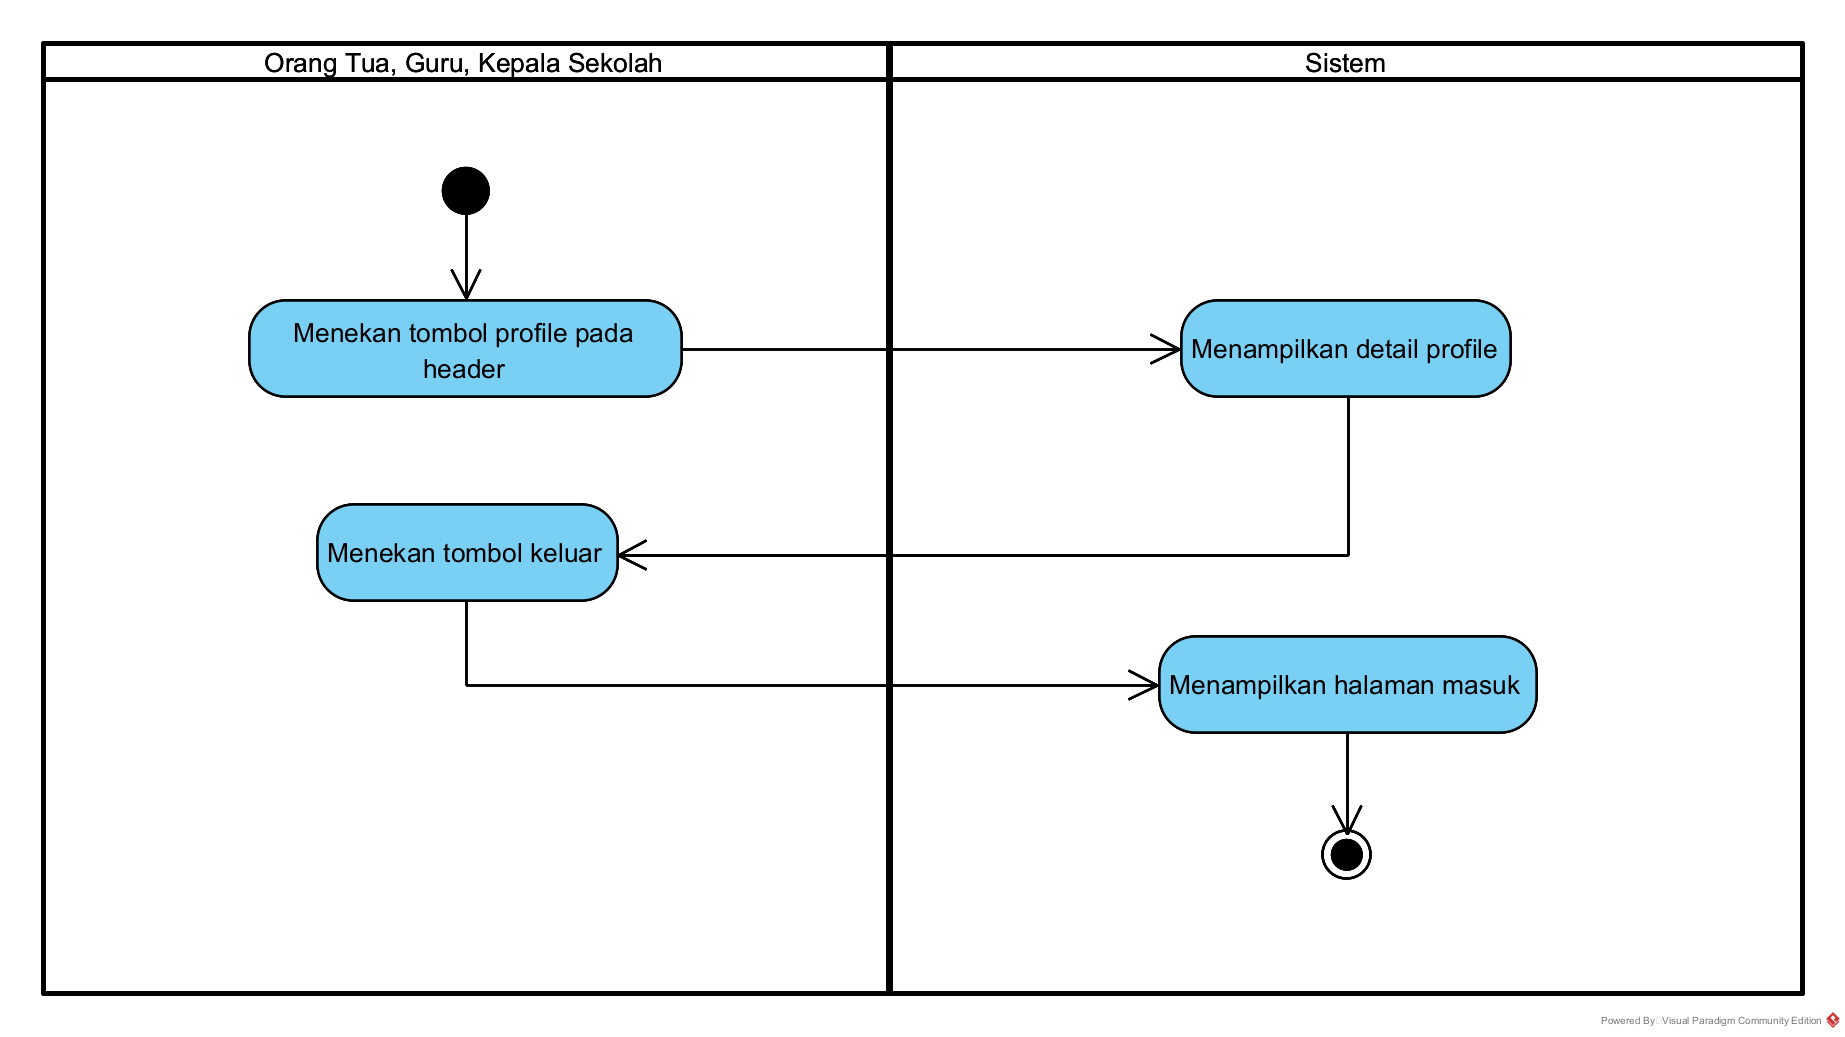 Orang Tua, Guru, Kepala Sekolah
Sistem
Menekan tombol profile pada
header
Menampilkan detail profile
Menekan tombol keluar
Menampilkan halaman masuk
Powered By Visual Paradigm Community Edition